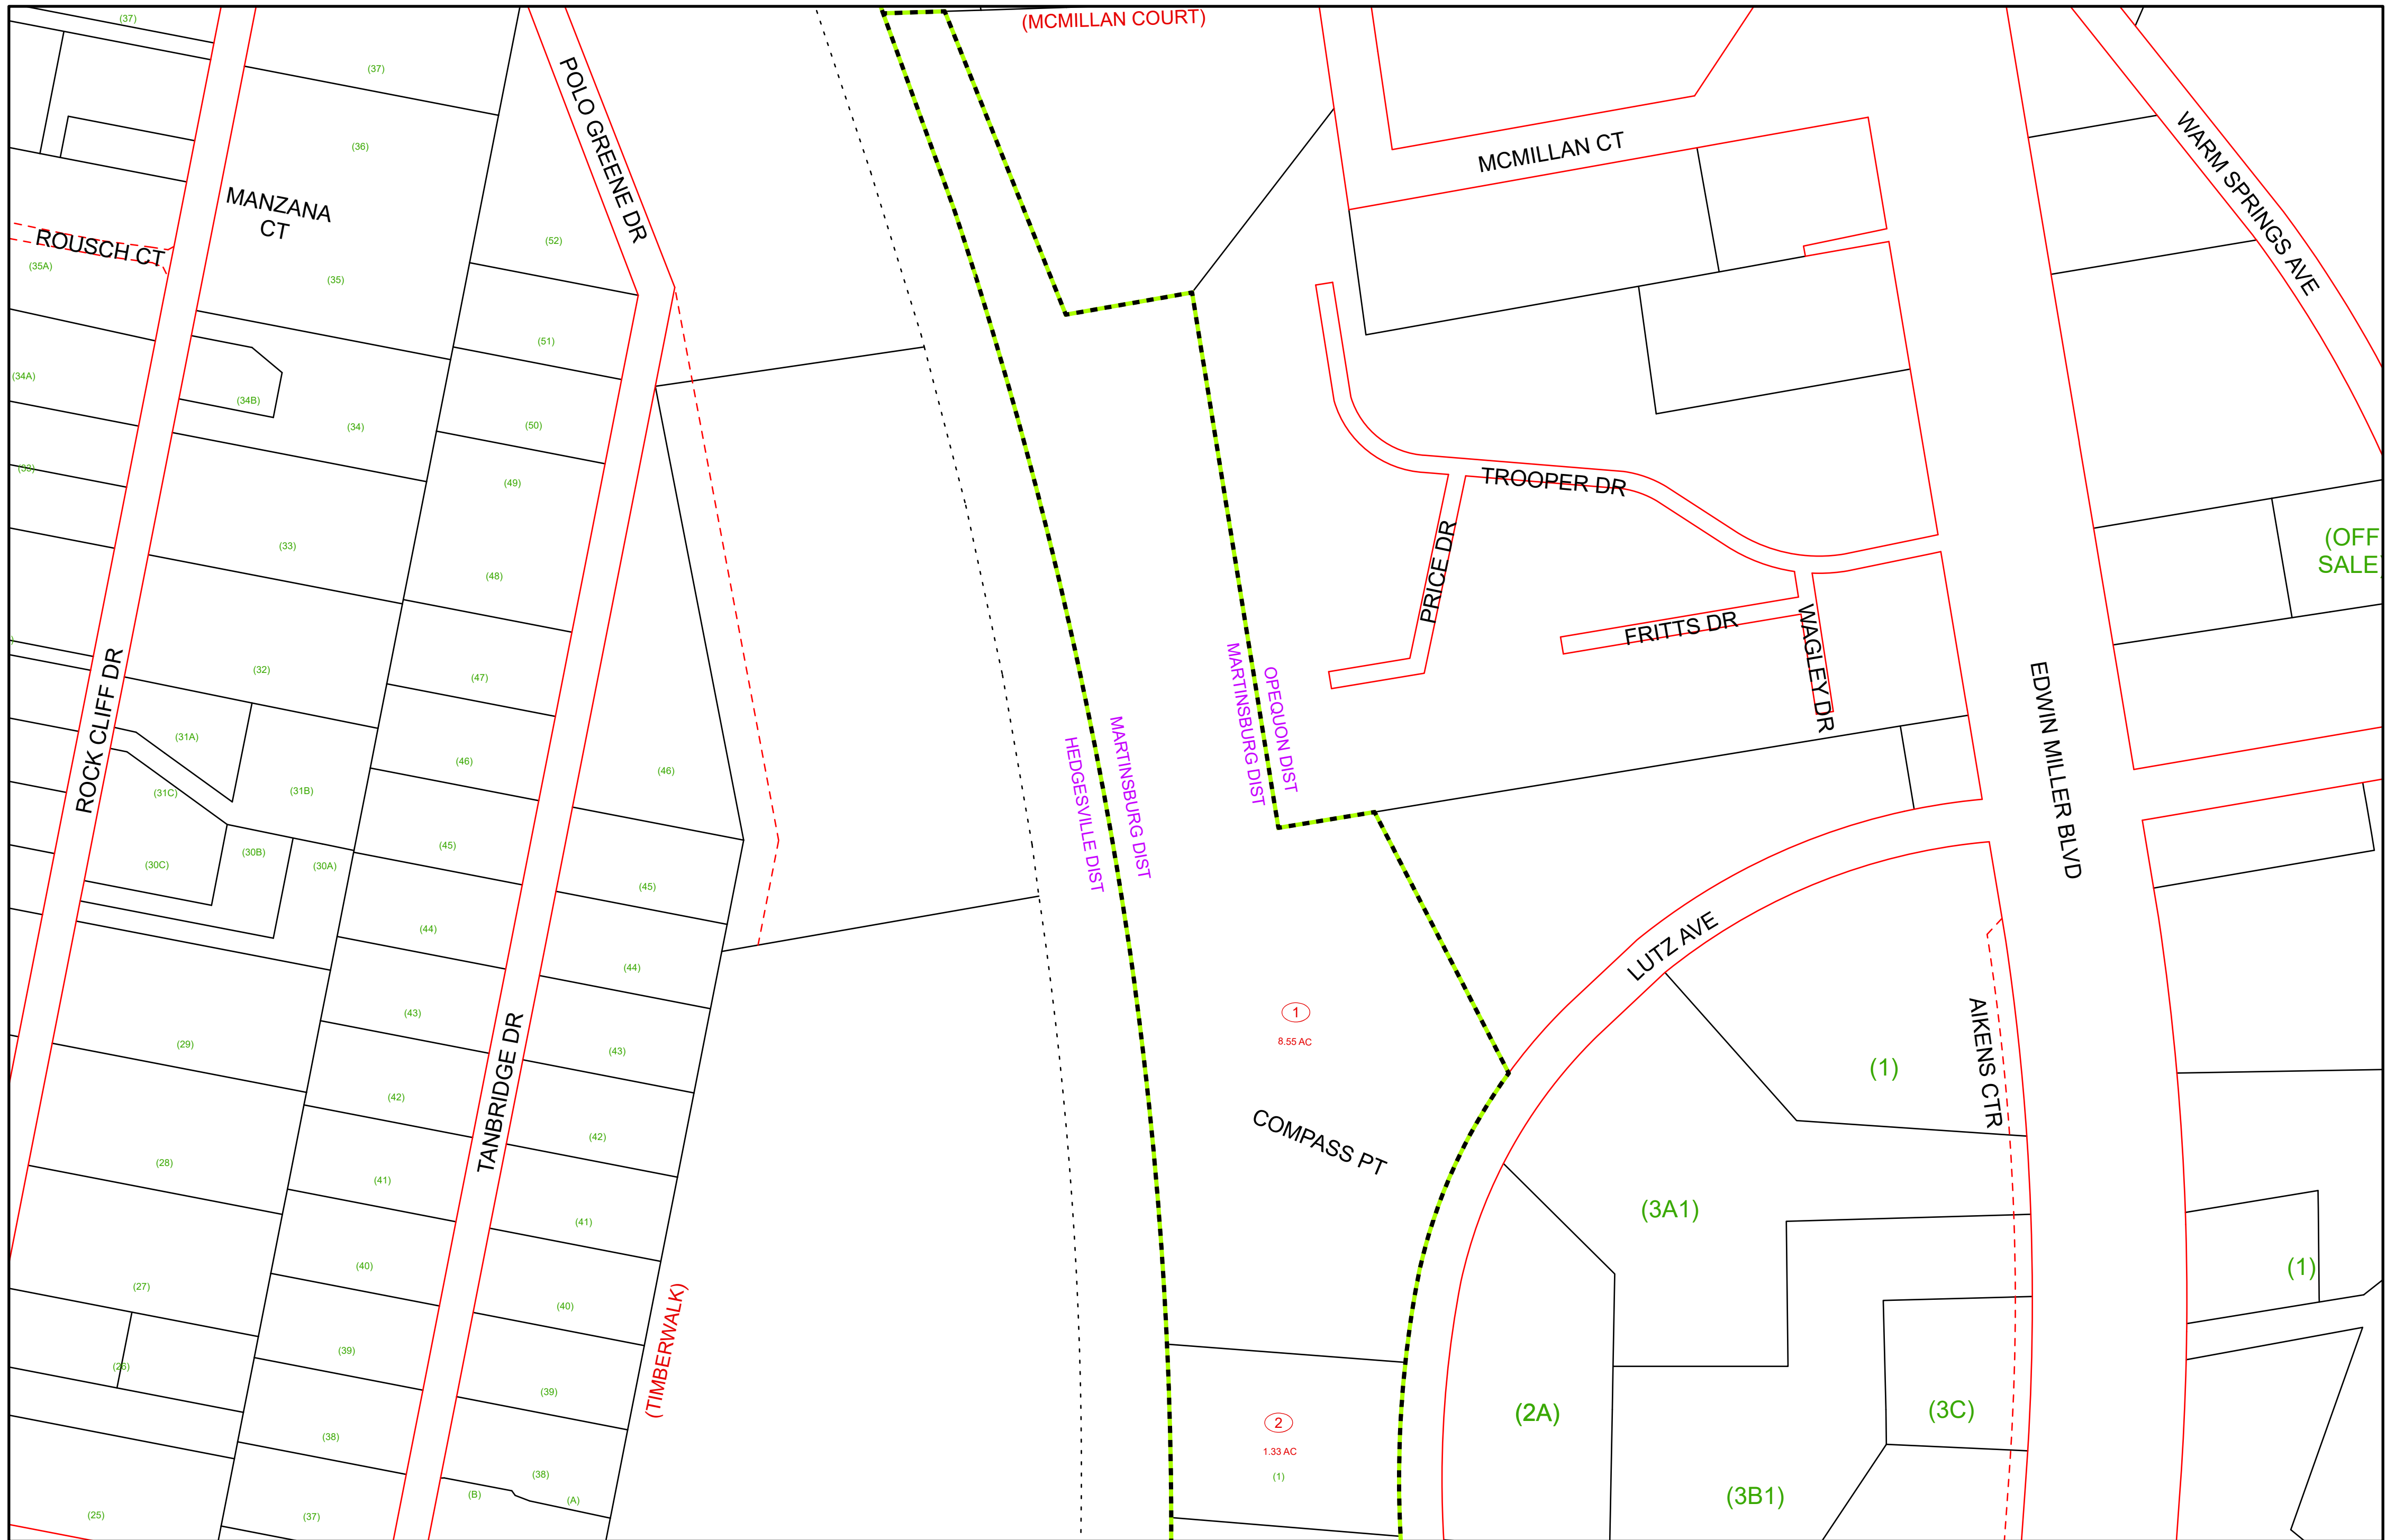 (37)
(MCMILLAN COURT)
(37)
POLO GREENE DR
WARM SPRINGS AVE
(36)
MCMILLAN CT
MANZANA
CT
ROUSCH CT
(52)
(35A)
(35)
(51)
(34A)
(34B)
(34)
(50)
(33)
(49)
TROOPER DR
(33)
(OFF
SALE
(48)
PRICE DR
FRITTS DR
WAGLEY DR
(32)
(47)
ROCK CLIFF DR
OPEQUON DIST
MARTINSBURG DIST
MARTINSBURG DIST
HEDGESVILLE DIST
EDWIN MILLER BLVD
(31A)
(46)
(46)
(31C)
(31B)
(45)
(30B)
(30C)
(30A)
(45)
(44)
LUTZ AVE
(44)
1
8.55 AC
(43)
(29)
(43)
AIKENS CTR
(1)
TANBRIDGE DR
(42)
(42)
COMPASS PT
(28)
(41)
(3A1)
(41)
(40)
(1)
(27)
(40)
(TIMBERWALK)
(39)
(26)
(39)
(2A)
(3C)
2
(38)
1.33 AC
(38)
(1)
(B)
(A)
(3B1)
(25)
(37)